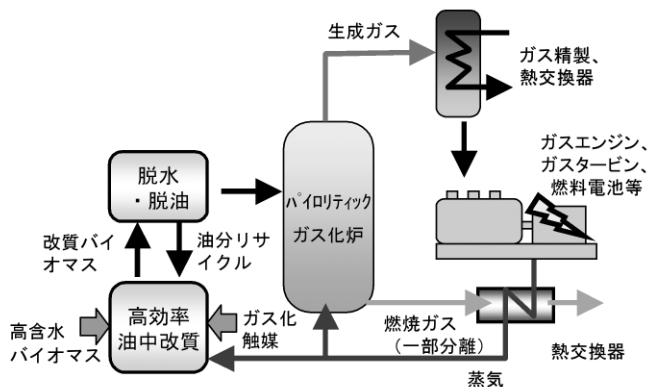 生成ガス
ガス精製、
熱交換器
ガスエンジン、
ガスタービン、
燃料電池等
脱水
・脱油
パイロリティック
ガス化炉
改質バイ
オマス
油分リサ
イクル
高効率
油中改質
高含水
バイオマス
ガス化
触媒
燃焼ガス
(一部分離)
熱交換器
蒸気